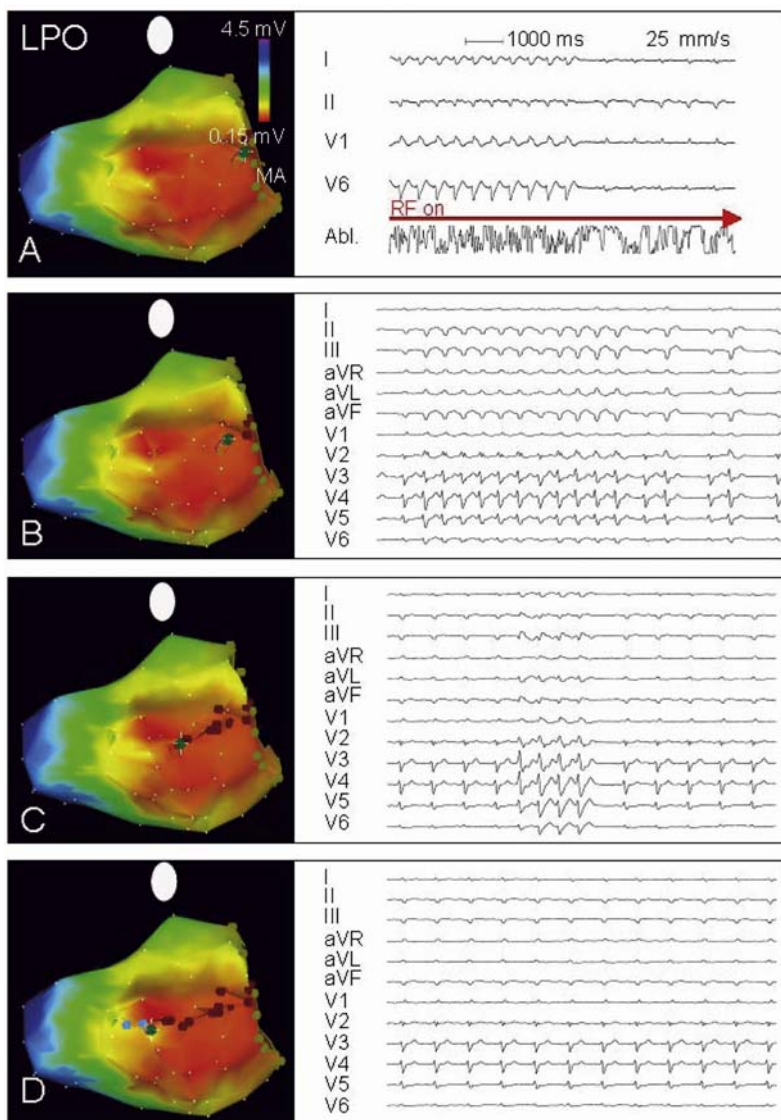 LPO
4.5 mV
0.15 mV
MA
A
1000 ms 25 mm/s
I
II
V1
V6
RF on
Abl.
B
I
II
III
aVR
aVL
aVF
V1
V2
V3
V4
V5
V6
C
I
II
III
aVR
aVL
aVF
V1
V2
V3
V4
V5
V6
D
I
II
III
aVR
aVL
aVF
V1
V2
V3
V4
V5
V6